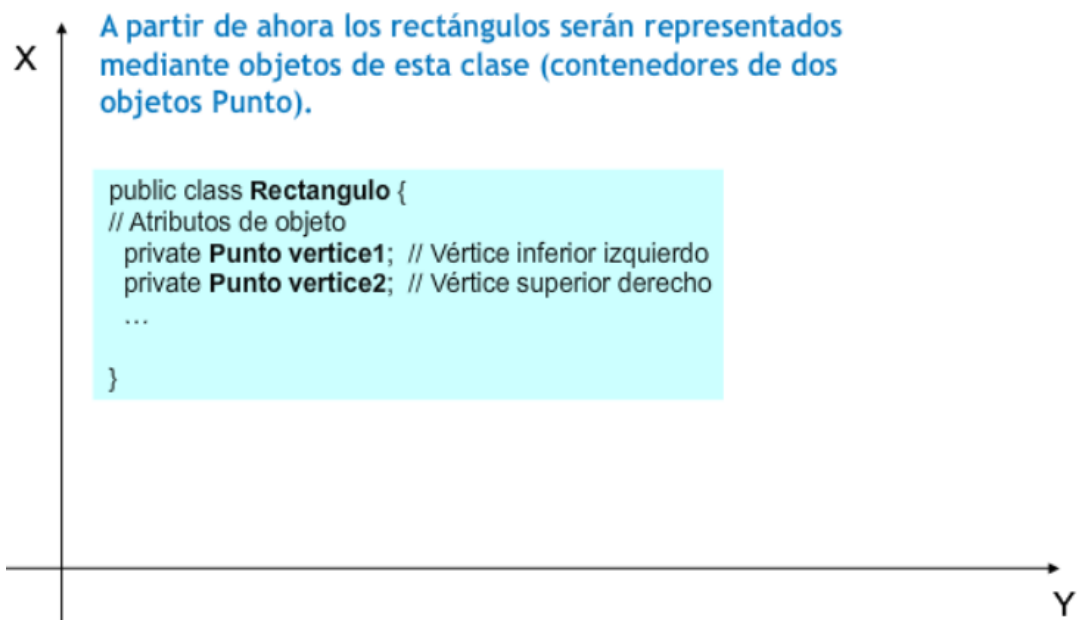 X
A partir de ahora los rectángulos serán representados
mediante objetos de esta clase (contenedores de dos
objetos Punto).
public class Rectangulo {
// Atributos de objeto
private Punto vertice1; // Vértice inferior izquierdo
private Punto vertice2; // Vértice superior derecho
...
}
Y